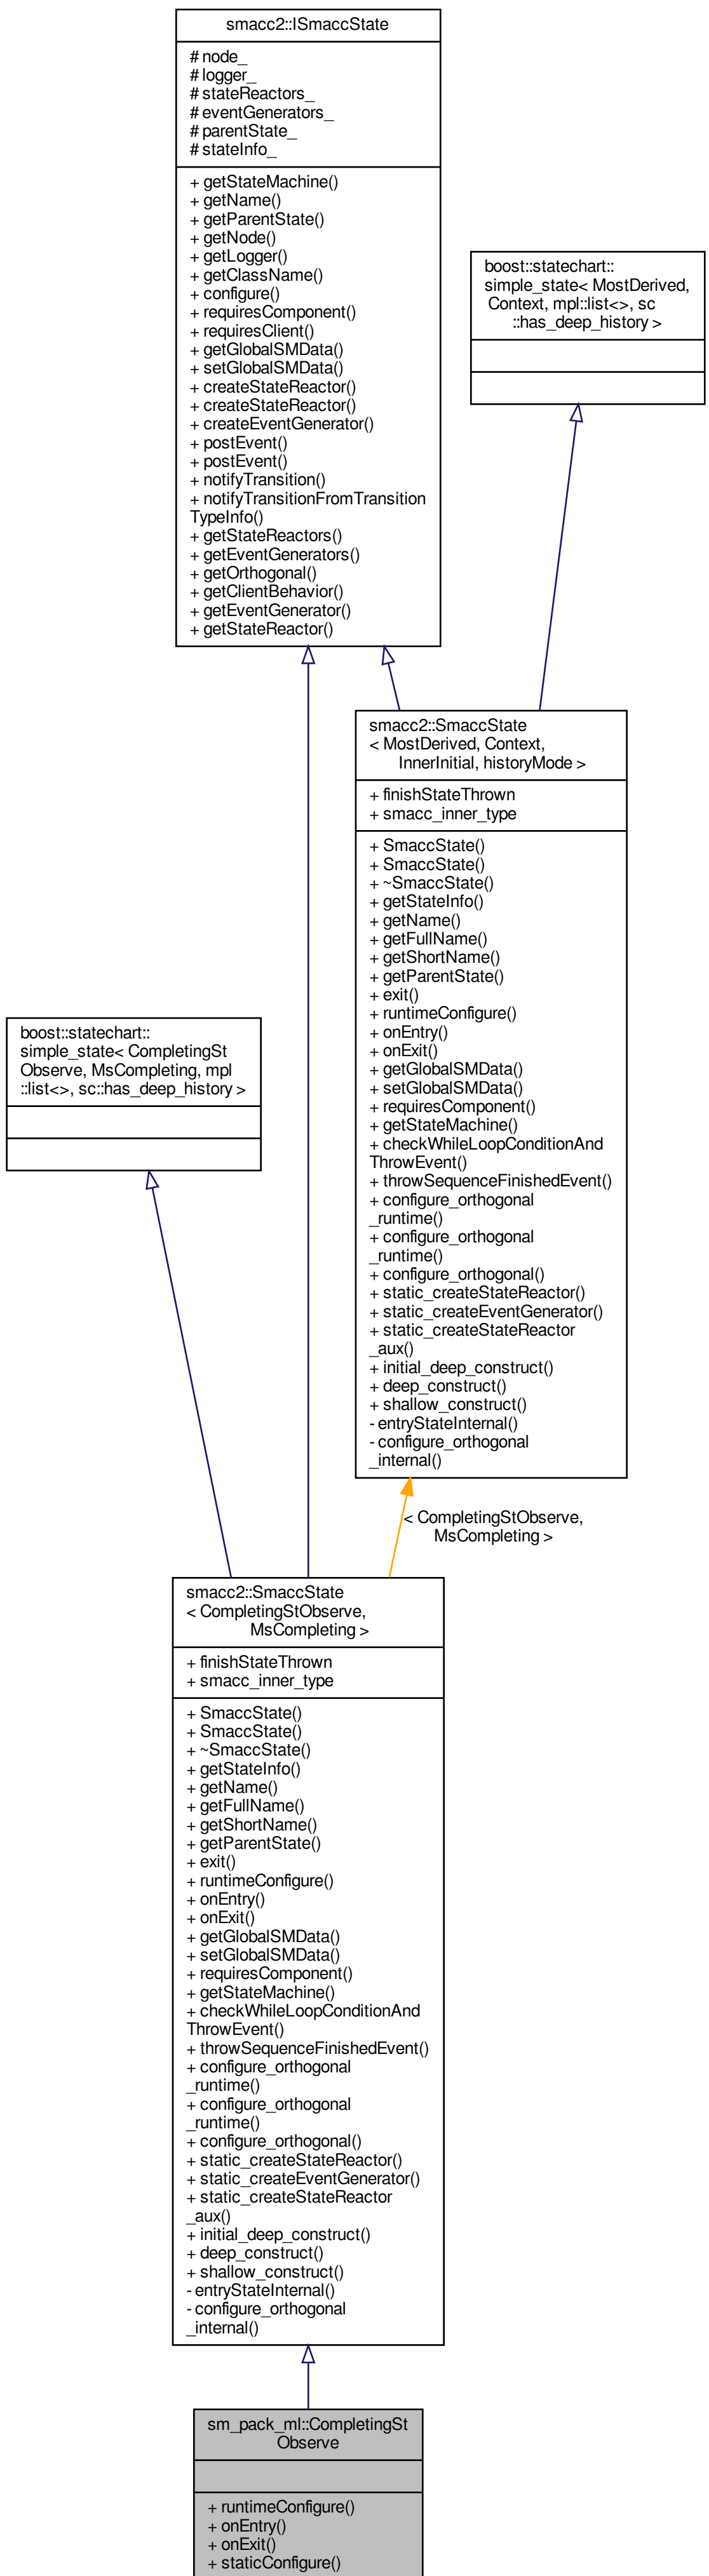 smacc2::ISmaccState
# node_
# logger_
# stateReactors_
# eventGenerators_
# parentState_
# stateInfo_
+ getStateMachine()
+ getName()
+ getParentState()
+ getNode()
+ getLogger()
+ getClassName()
+ configure()
+ requiresComponent()
+ requiresClient()
+ getGlobalSMData()
+ setGlobalSMData()
+ createStateReactor()
+ createStateReactor()
+ createEventGenerator()
+ postEvent()
+ postEvent()
+ notifyTransition()
+ notifyTransitionFromTransition
TypeInfo()
+ getStateReactors()
+ getEventGenerators()
+ getOrthogonal()
+ getClientBehavior()
+ getEventGenerator()
+ getStateReactor()
boost::statechart::
simple_state< MostDerived,
Context, mpl::list<>, sc
::has_deep_history >
smacc2::SmaccState
< MostDerived, Context,
InnerInitial, historyMode >
+ finishStateThrown
+ smacc_inner_type
+ SmaccState()
+ SmaccState()
+ ~SmaccState()
+ getStateInfo()
+ getName()
+ getFullName()
+ getShortName()
+ getParentState()
+ exit()
+ runtimeConfigure()
+ onEntry()
+ onExit()
+ getGlobalSMData()
+ setGlobalSMData()
+ requiresComponent()
+ getStateMachine()
+ checkWhileLoopConditionAnd
ThrowEvent()
+ throwSequenceFinishedEvent()
+ configure_orthogonal
_runtime()
+ configure_orthogonal
_runtime()
+ configure_orthogonal()
+ static_createStateReactor()
+ static_createEventGenerator()
+ static_createStateReactor
_aux()
+ initial_deep_construct()
+ deep_construct()
+ shallow_construct()
- entryStateInternal()
- configure_orthogonal
_internal()
boost::statechart::
simple_state< CompletingSt
Observe, MsCompleting, mpl
::list<>, sc::has_deep_history >
< CompletingStObserve,
MsCompleting >
smacc2::SmaccState
< CompletingStObserve,
MsCompleting >
+ finishStateThrown
+ smacc_inner_type
+ SmaccState()
+ SmaccState()
+ ~SmaccState()
+ getStateInfo()
+ getName()
+ getFullName()
+ getShortName()
+ getParentState()
+ exit()
+ runtimeConfigure()
+ onEntry()
+ onExit()
+ getGlobalSMData()
+ setGlobalSMData()
+ requiresComponent()
+ getStateMachine()
+ checkWhileLoopConditionAnd
ThrowEvent()
+ throwSequenceFinishedEvent()
+ configure_orthogonal
_runtime()
+ configure_orthogonal
_runtime()
+ configure_orthogonal()
+ static_createStateReactor()
+ static_createEventGenerator()
+ static_createStateReactor
_aux()
+ initial_deep_construct()
+ deep_construct()
+ shallow_construct()
- entryStateInternal()
- configure_orthogonal
_internal()
sm_pack_ml::CompletingSt
Observe
+ runtimeConfigure()
+ onEntry()
+ onExit()
+ staticConfigure()